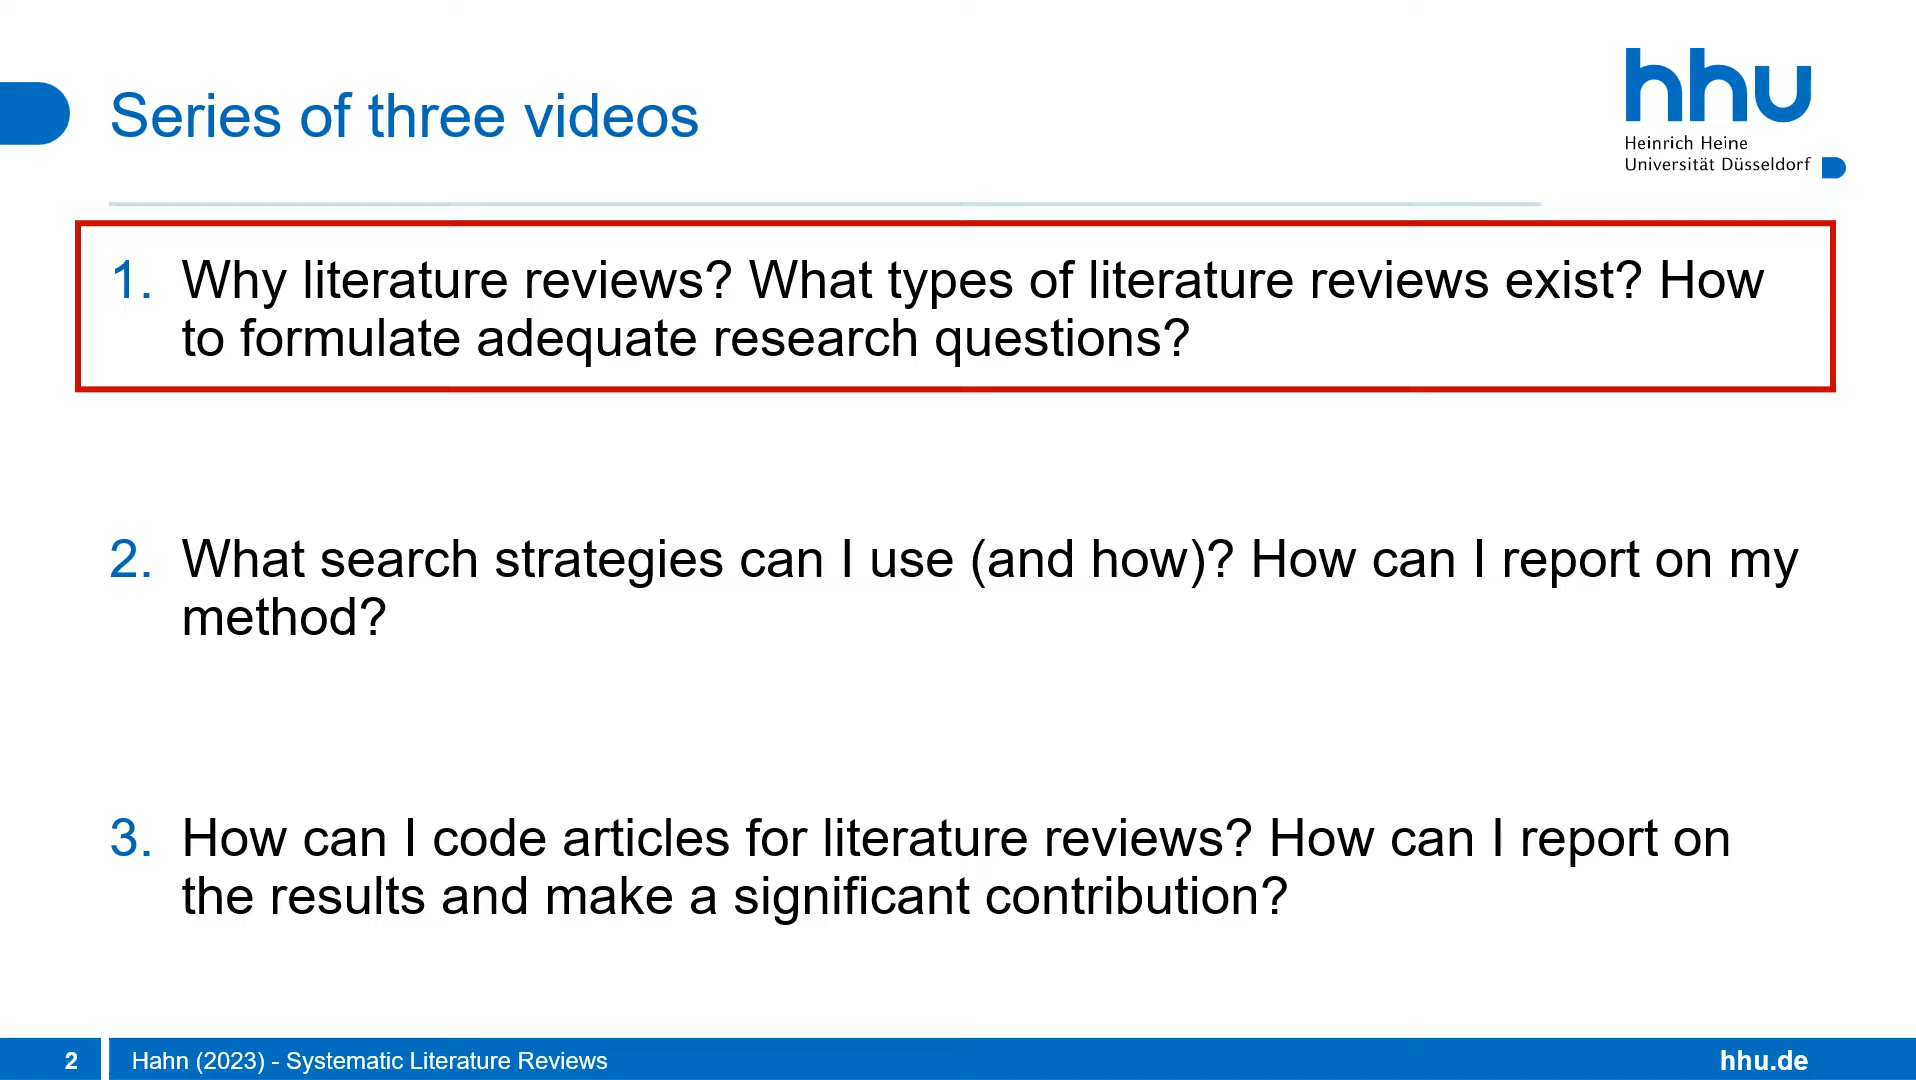 Series of three videos
hhu
Heinrich Heine
Universität Düsseldorf
1. Why literature reviews? What types of literature reviews exist? How
to formulate adequate research questions?
2. What search strategies can I use (and how)? How can I report on my
method?
3. How can I code articles for literature reviews? How can I report on
the results and make a significant contribution?
2 Hahn (2023) - Systematic Literature Reviews hhu.de